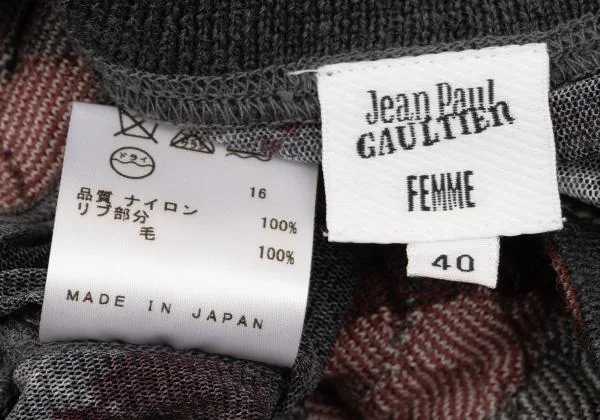 Jean Paul
GAULTIER
FEMME
40
ドライ
16
品質 ナイロン 100%
リブ部分
毛 100%
MADE IN JAPAN